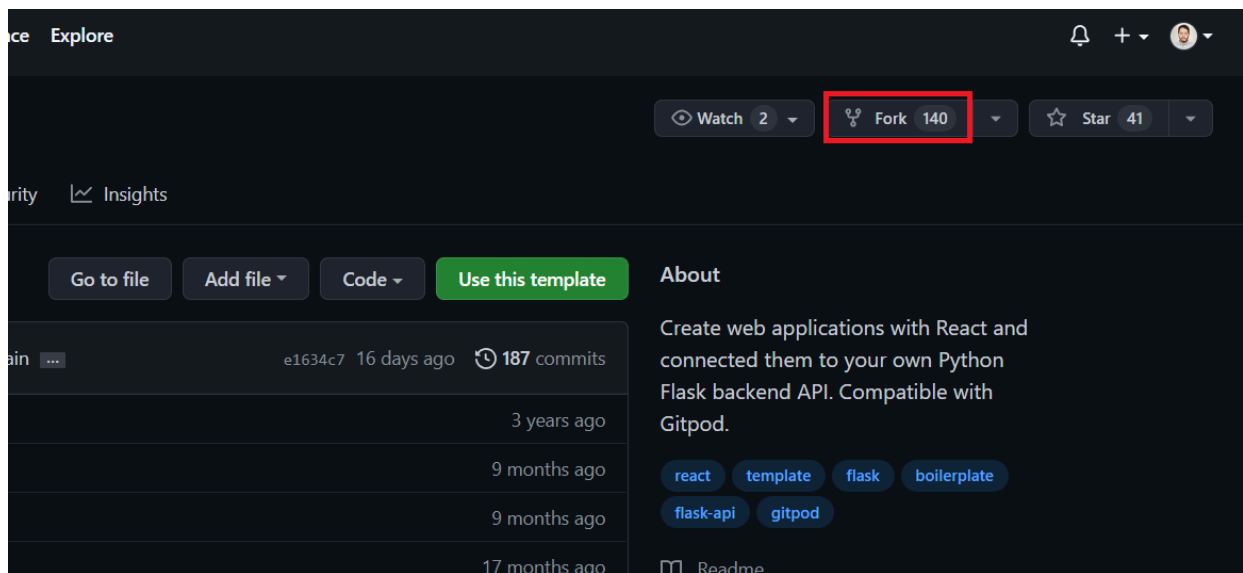 Explore
Watch 2
Fork 140
Star 41
Insights
Go to file
Add file
Code
Use this template
About
Create web applications with React and
connected them to your own Python
Flask backend API. Compatible with
Gitpod.
... e1634c7 16 days ago 187 commits
3 years ago
9 months ago
9 months ago
17 months ago
react template flask boilerplate
flask-api gitpod
Readme